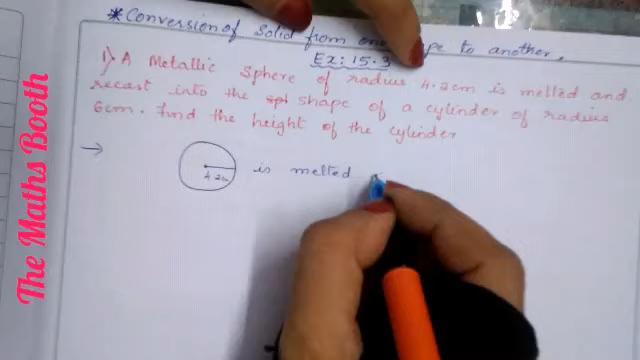 *Conversion of Solid from one to another,
Ex: 15.3
1) A Metallic Sphere of radius 4.2cm is melted and
recast into the shape of a cylinder of radius
6cm. Find the height of the cylinder
→ 4.2cm is melted
The Maths Booth